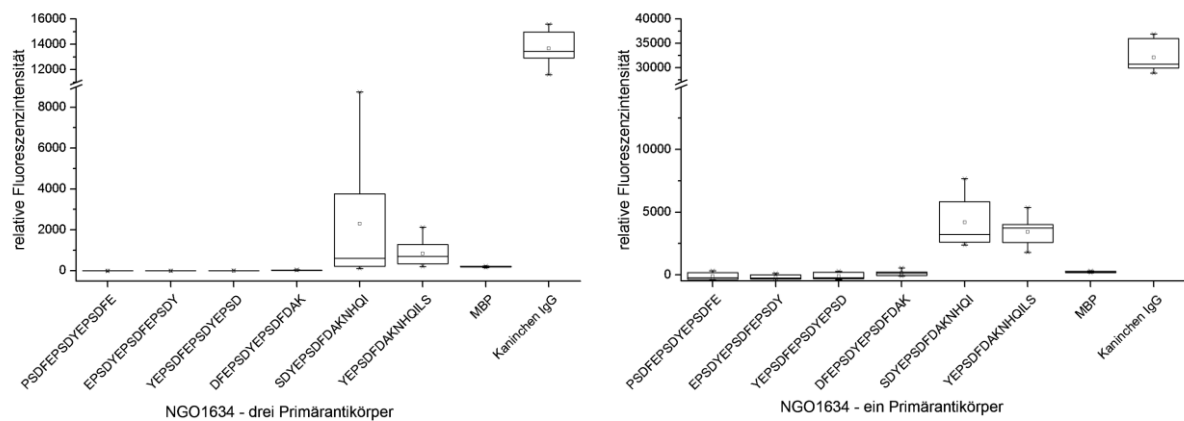 16000
14000
12000
8000
6000
4000
2000
0
relative Fluoreszenzintensität
PSDFEPSDYEPSDFE
EPSDYEPSDFEPSDY
YEPSDFEPSDYEPSD
DFEPSDYEPSDFDAK
SDYEPSDFDAKNHQI
YEPSDFDAKNHQILS
MBP
Kaninchen IgG
NGO1634 - drei Primärantikörper
40000
35000
30000
10000
5000
0
relative Fluoreszenzintensität
PSDFEPSDYEPSDFE
EPSDYEPSDFEPSDY
YEPSDFEPSDYEPSD
DFEPSDYEPSDFDAK
SDYEPSDFDAKNHQI
YEPSDFDAKNHQILS
MBP
Kaninchen IgG
NGO1634 - ein Primärantikörper